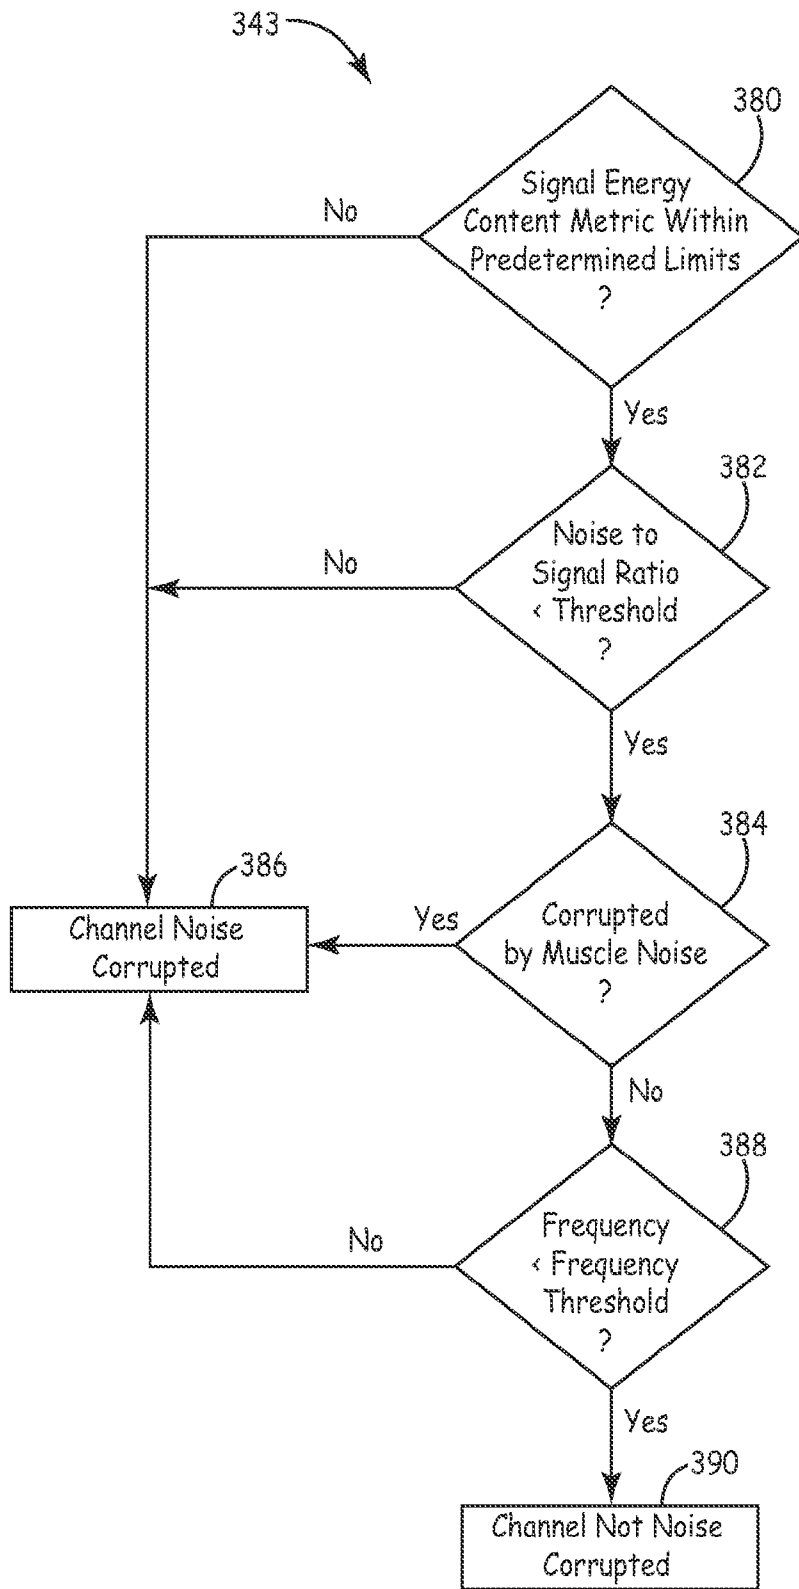 343
380
Signal Energy
Content Metric Within
Predetermined Limits
?
No
Yes
382
Noise to
Signal Ratio
< Threshold
?
No
Yes
384
Corrupted
by Muscle Noise
?
Yes
386
Channel Noise
Corrupted
No
388
Frequency
< Frequency
Threshold
?
No
Yes
390
Channel Not Noise
Corrupted